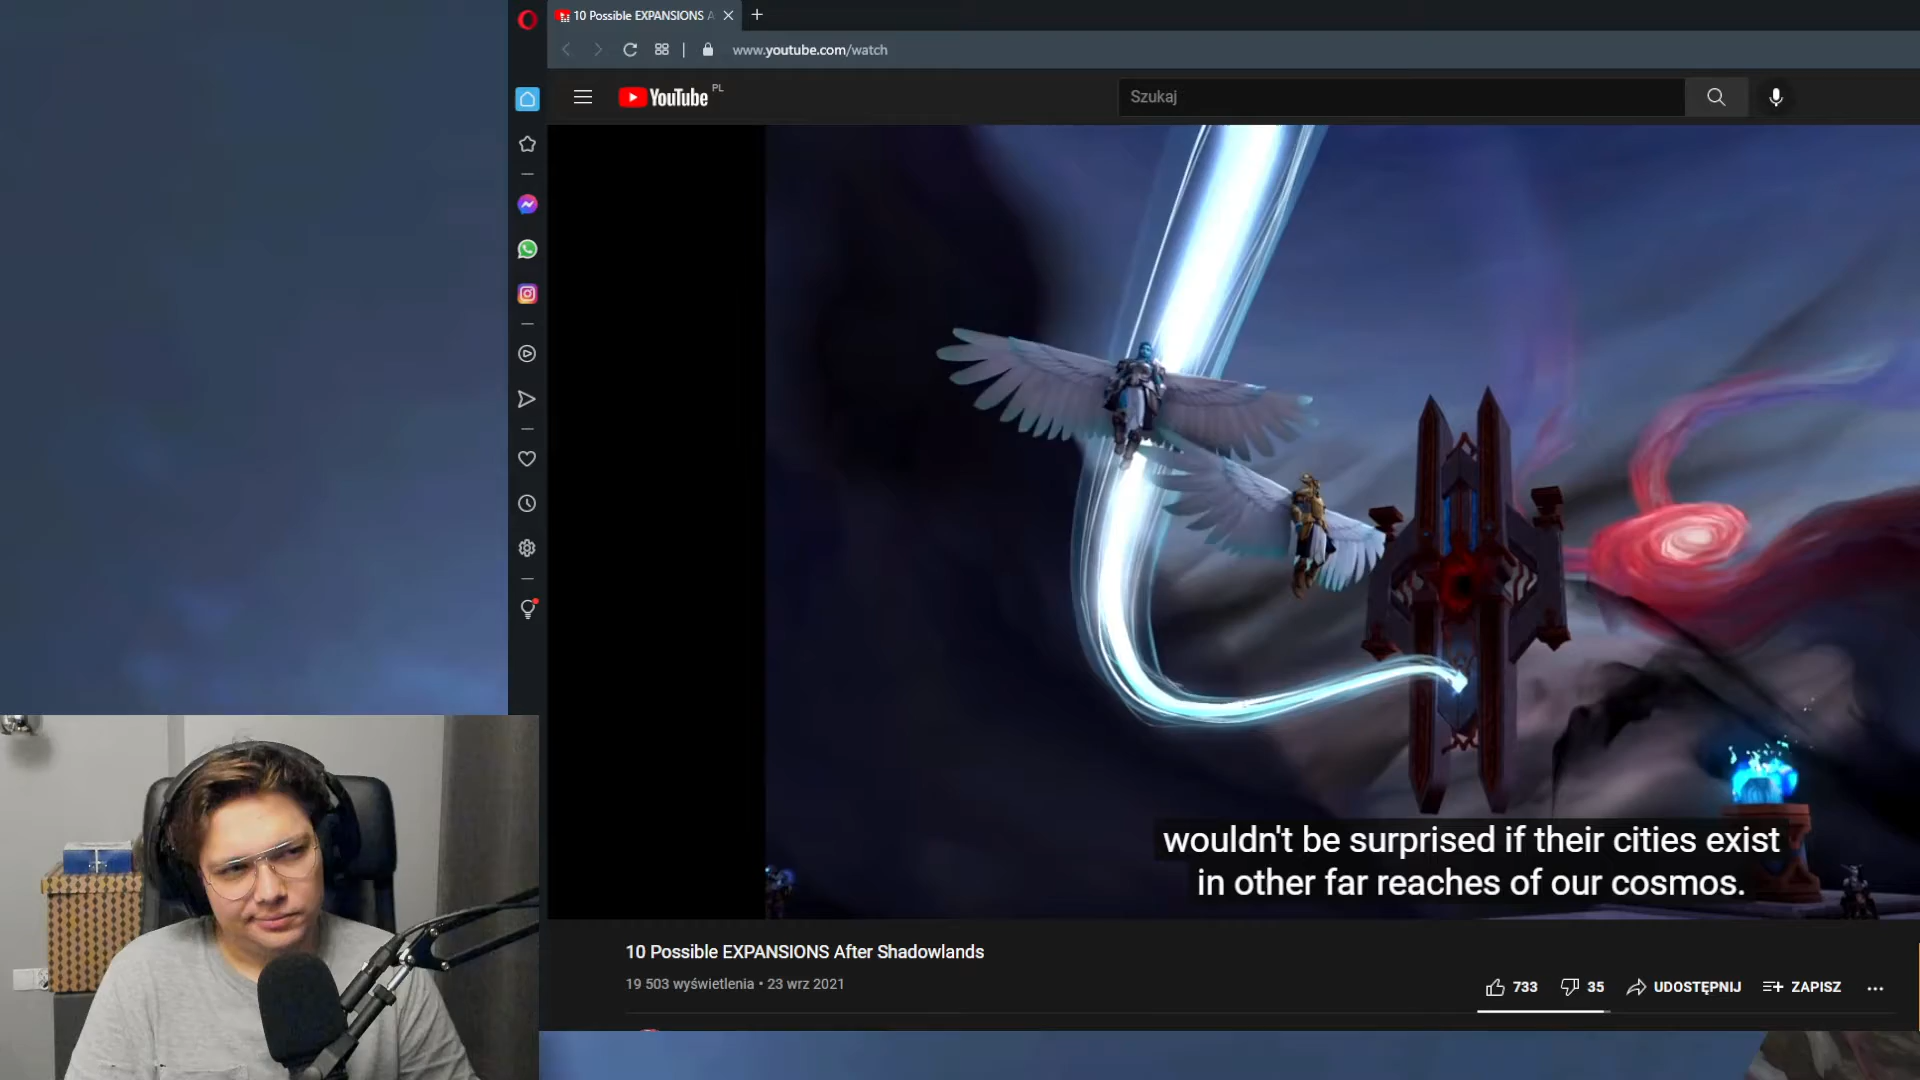 10 Possible EXPANSIONS A
www.youtube.com/watch
YouTube PL
Szukaj
wouldn't be surprised if their cities exist
in other far reaches of our cosmos.
10 Possible EXPANSIONS After Shadowlands
19 503 wyświetlenia • 23 wrz 2021
733
35
UDOSTĘPNIJ
ZAPISZ